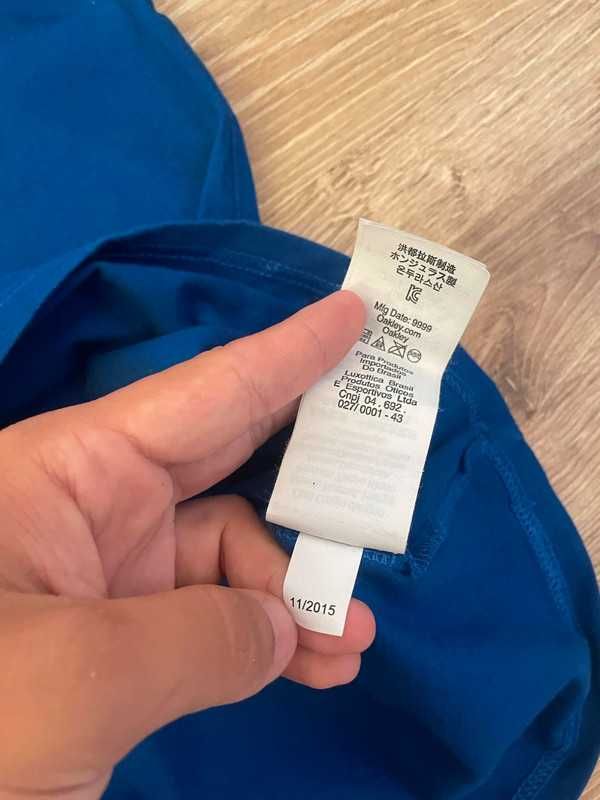 洪都拉斯制造
ホンジュラス製
온두라스산
Mfg Date: 9999
Oakley.com
Oakley
Para Produtos
Importados
Do Brasil
Luxottica Brasil
Produtos Oticos
E Esportivos Ltda
Cnpj 04.692.
027/0001-43
11/2015